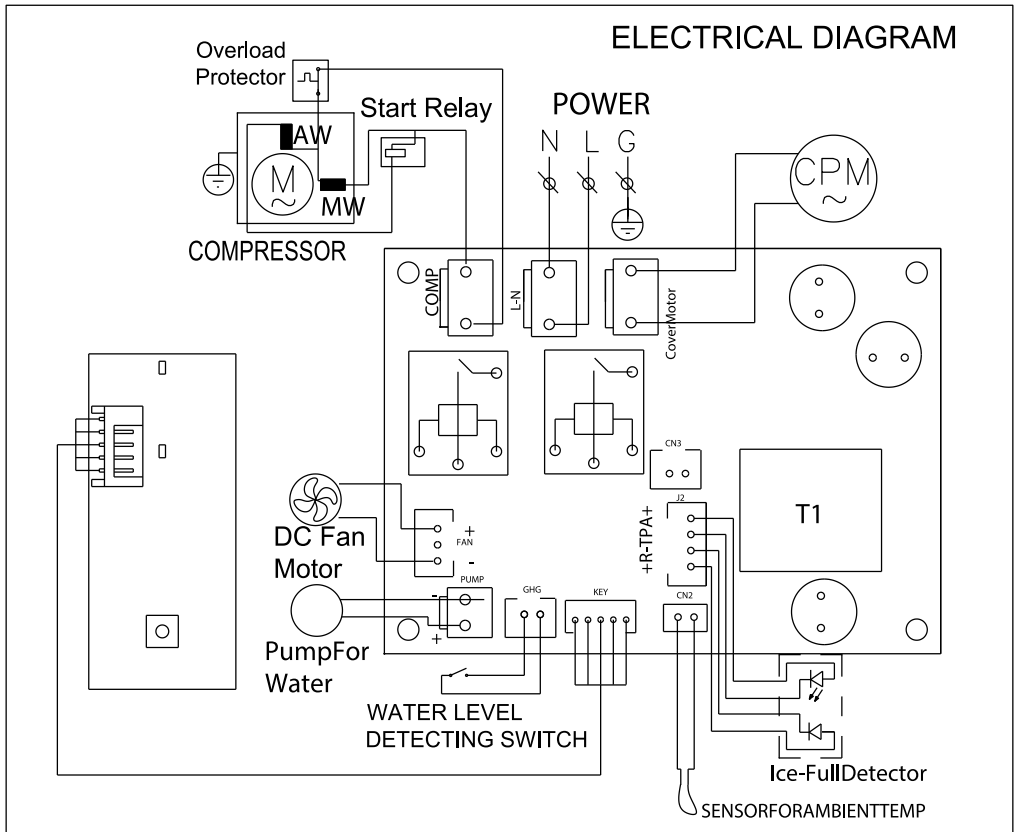 ELECTRICAL DIAGRAM
Overload
Protector
Start Relay
POWER
N L G
AW
M
~
MW
COMPRESSOR
CPM
~
COMP
L-N
CoverMotor
CN3
J2
+R-TPA+
T1
DC Fan
Motor
+
FAN
-
PUMP
-
+
GHG
KEY
CN2
PumpFor
Water
WATER LEVEL
DETECTING SWITCH
Ice-FullDetector
SENSORFORAMBIENTTEMP